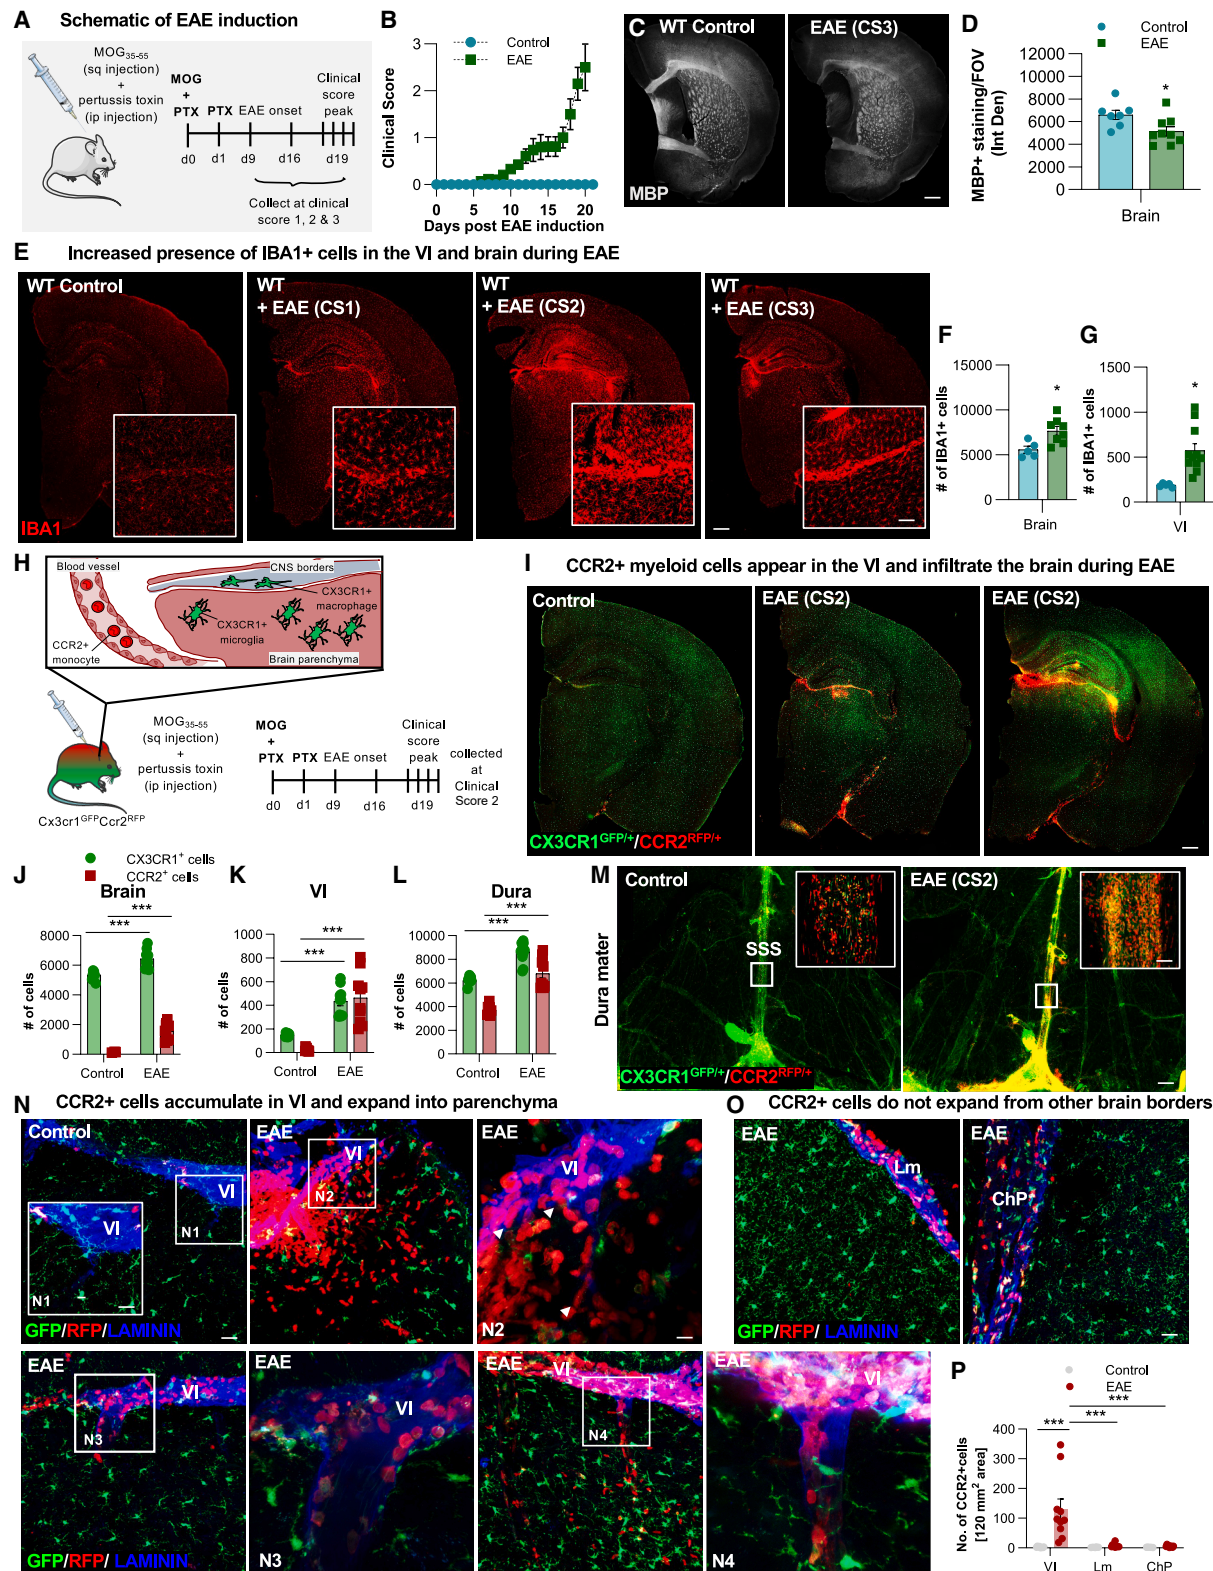 A Schematic of EAE induction
MOG35-55
(sq injection)
+
pertussis toxin
(ip injection)
MOG
+
PTX PTX EAE onset
Clinical
score
peak
d0 d1 d9 d16 d19
Collect at clinical
score 1, 2 & 3
B
Control
EAE
Clinical Score
3
2
1
0
0 5 10 15 20
Days post EAE induction
C WT Control EAE (CS3)
MBP
D
Control
EAE
MBP+ staining/FOV
(Int Den)
12000
10000
8000
6000
4000
2000
0
*
Brain
E Increased presence of IBA1+ cells in the VI and brain during EAE
WT Control
WT
+ EAE (CS1)
WT
+ EAE (CS2)
WT
+ EAE (CS3)
IBA1
F
# of IBA1+ cells
15000
10000
5000
0
*
Brain
G
# of IBA1+ cells
1500
1000
500
0
*
VI
H
Blood vessel
CNS borders
CX3CR1+
macrophage
CX3CR1+
microglia
CCR2+
monocyte
Brain parenchyma
MOG35-55
(sq injection)
+
pertussis toxin
(ip injection)
Cx3cr1GFPCcr2RFP
MOG
+
PTX PTX EAE onset
Clinical
score
peak
d0 d1 d9 d16 d19
collected
at
Clinical
Score 2
I CCR2+ myeloid cells appear in the VI and infiltrate the brain during EAE
Control EAE (CS2) EAE (CS2)
CX3CR1GFP/+/CCR2RFP/+
CX3CR1+ cells
CCR2+ cells
J Brain
# of cells
8000
6000
4000
2000
0
***
***
Control EAE
K VI
# of cells
1000
800
600
400
200
0
***
***
Control EAE
L Dura
# of cells
10000
8000
6000
4000
2000
0
***
***
Control EAE
M
Dura mater
Control EAE (CS2)
SSS
CX3CR1GFP/+/CCR2RFP/+
N CCR2+ cells accumulate in VI and expand into parenchyma
Control
VI
N1
VI
N1
GFP/RFP/LAMINin
EAE
VI
N2
EAE
VI
N2
EAE
VI
N3
GFP/RFP/ LAMININ
EAE
VI
N3
EAE
VI
N4
EAE
VI
N4
O CCR2+ cells do not expand from other brain borders
EAE
Lm
GFP/RFP/ LAMININ
EAE
ChP
P
Control
EAE
No. of CCR2+cells
[120 mm2 area]
400
300
200
100
0
***
***
***
VI Lm ChP